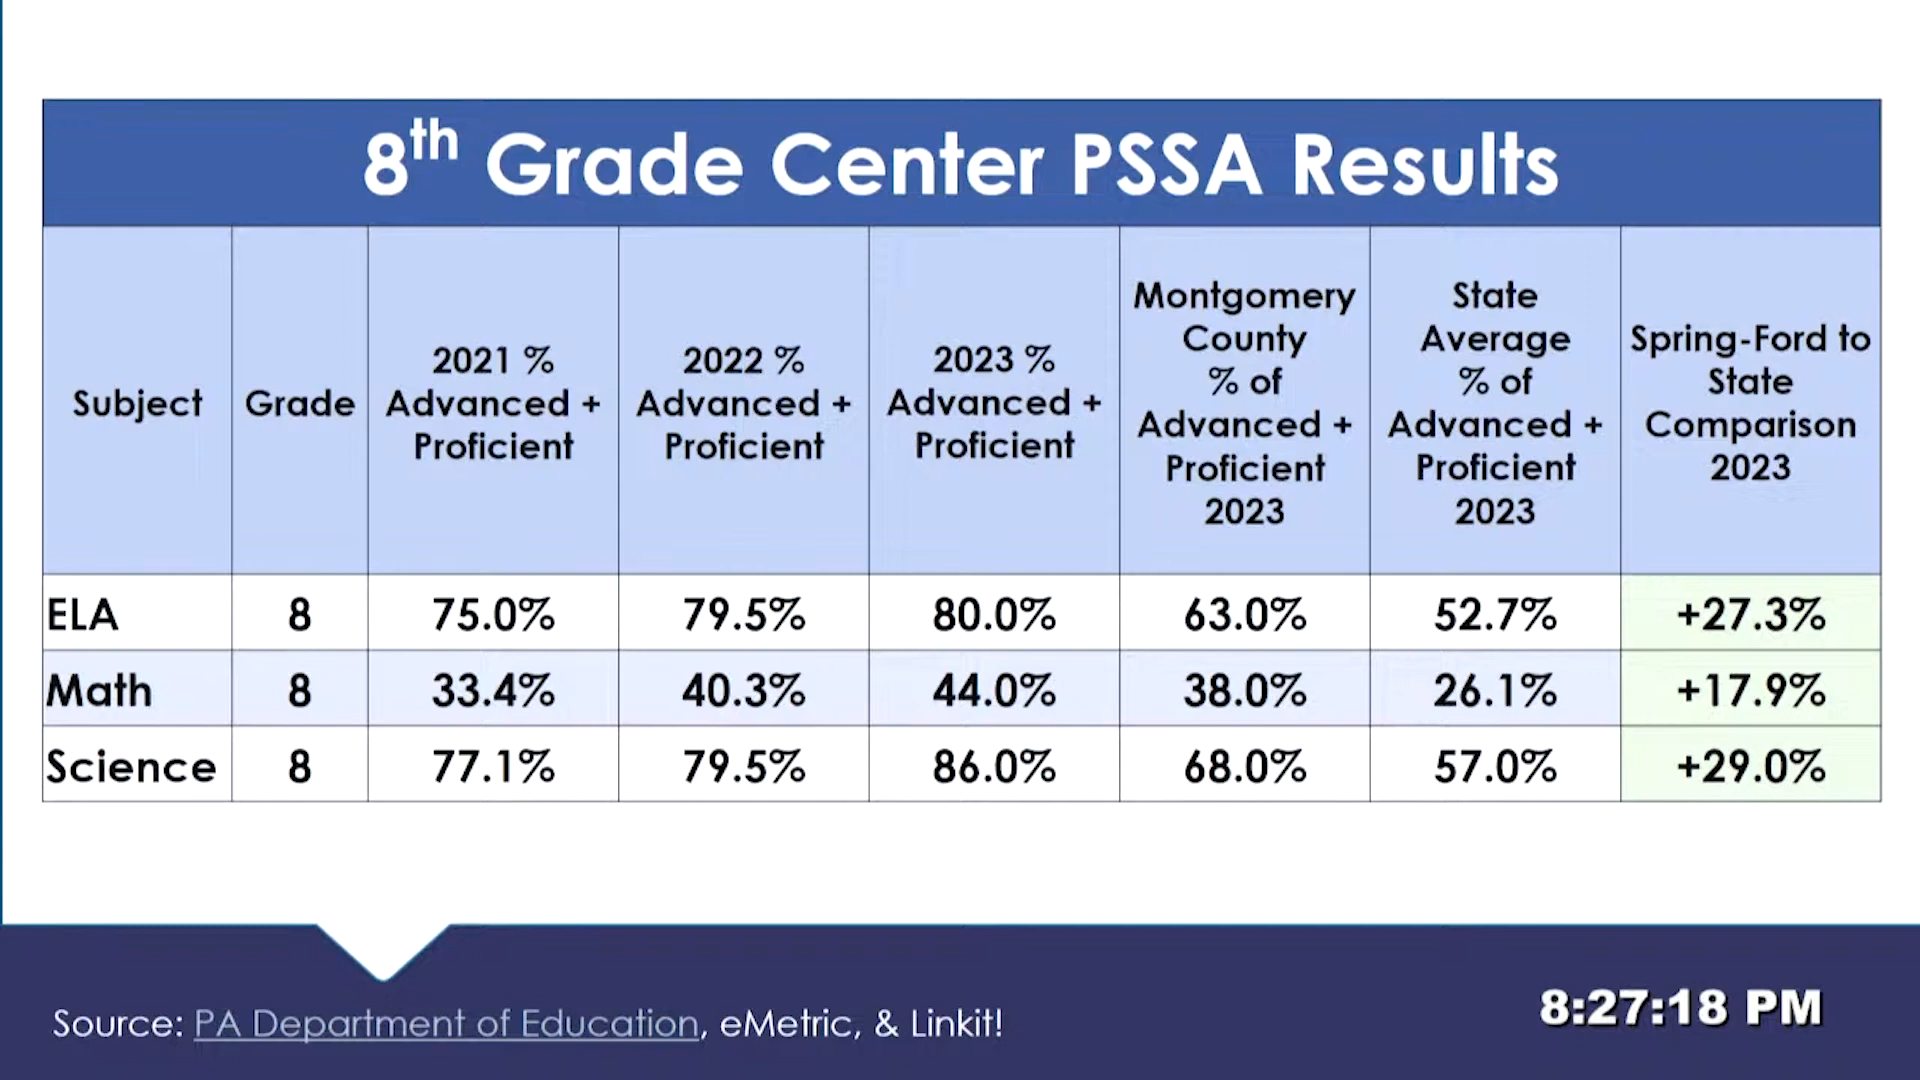 8th Grade Center PSSA Results
Subject
Grade
2021 %
Advanced +
Proficient
2022 %
Advanced +
Proficient
2023 %
Advanced +
Proficient
Montgomery
County
% of
Advanced +
Proficient
2023
State
Average
% of
Advanced +
Proficient
2023
Spring-Ford to
State
Comparison
2023
ELA 8 75.0% 79.5% 80.0% 63.0% 52.7% +27.3%
Math 8 33.4% 40.3% 44.0% 38.0% 26.1% +17.9%
Science 8 77.1% 79.5% 86.0% 68.0% 57.0% +29.0%
Source: PA Department of Education, eMetric, & Linkit!
8:27:18 PM